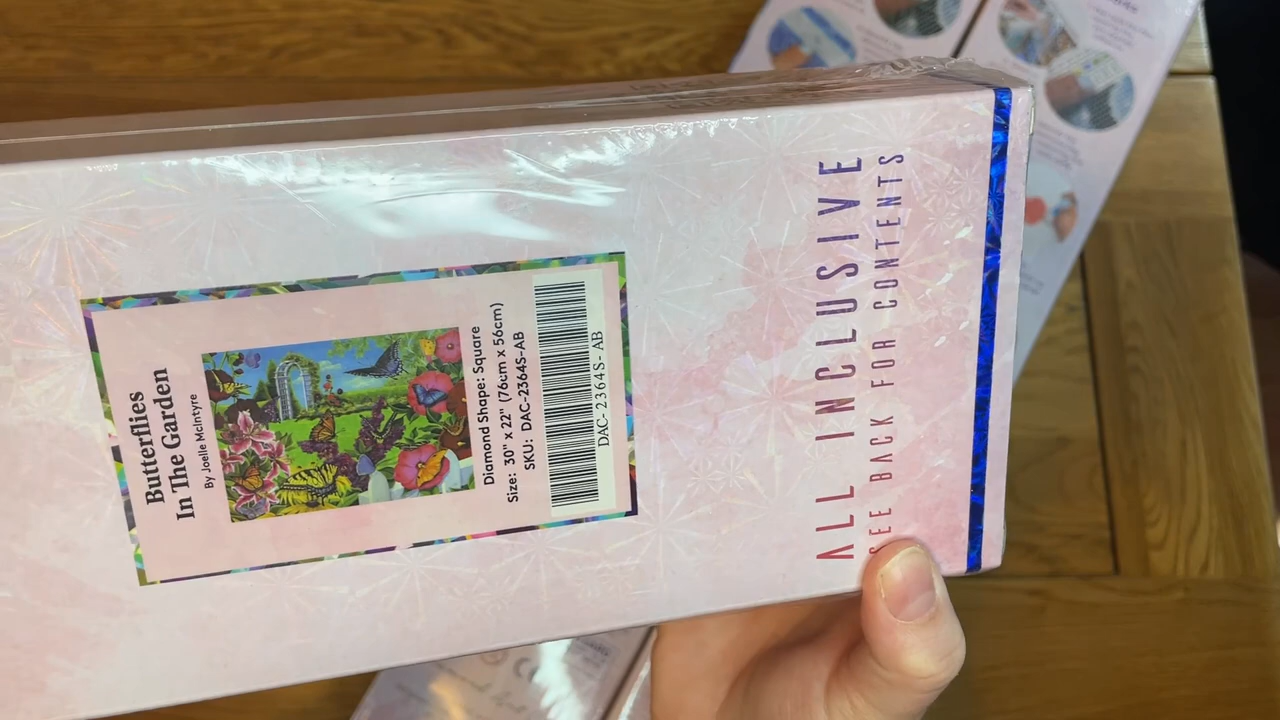 Butterflies
In The Garden
By Joelle McIntyre
Diamond Shape: Square
Size: 30" x 22" (76cm x 56cm)
SKU: DAC-2364S-AB
DAC-2364S-AB
ALL INCLUSIVE
SEE BACK FOR CONTENTS